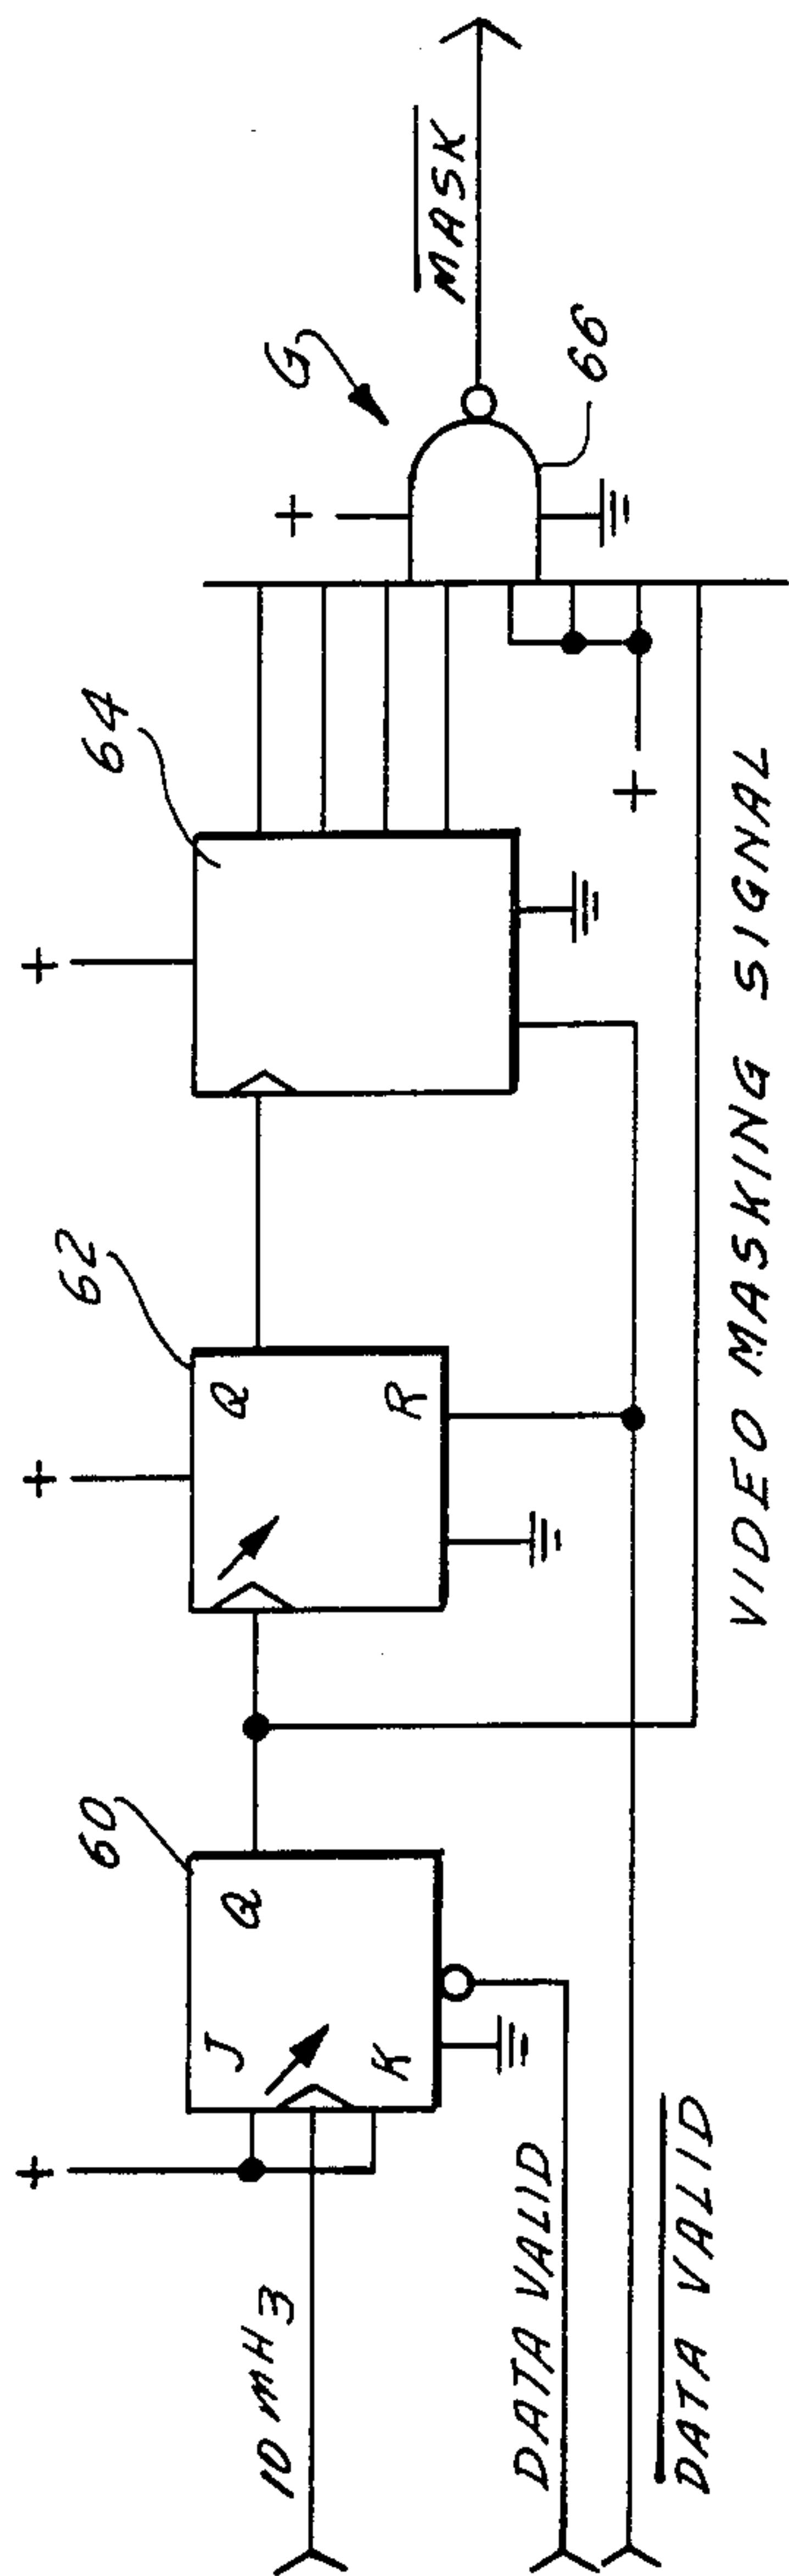 +
+
+
+
+
60
62
64
G
66
J
K
Q
Q
R
10 mHz
DATA VALID
DATA VALID
MASK
VIDEO MASKING SIGNAL